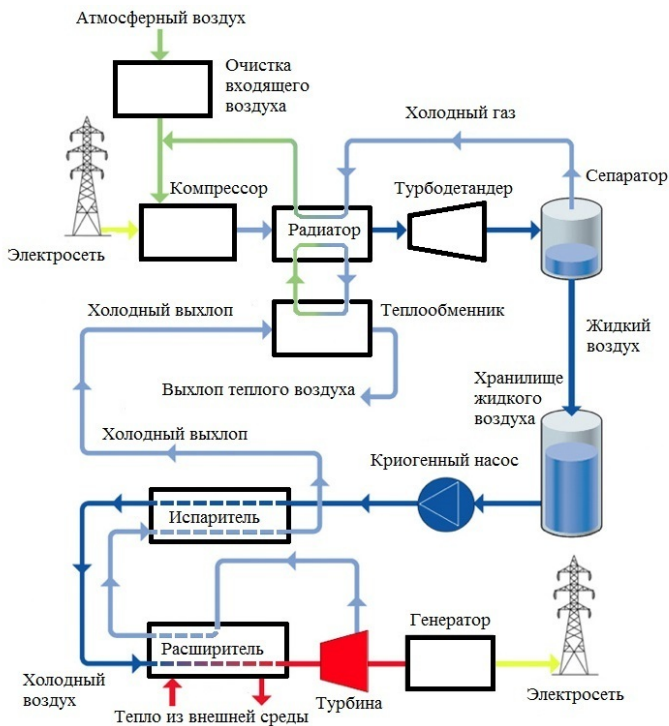 Атмосферный воздух
Очистка
входящего
воздуха
Холодный газ
Компрессор
Турбодетандер
Сепаратор
Радиатор
Электросеть
Холодный выхлоп
Теплообменник
Жидкий
воздух
Выхлоп теплого воздуха
Хранилище
жидкого
воздуха
Холодный выхлоп
Криогенный насос
Испаритель
Генератор
Расширитель
Холодный
воздух
Турбина
Электросеть
Тепло из внешней среды